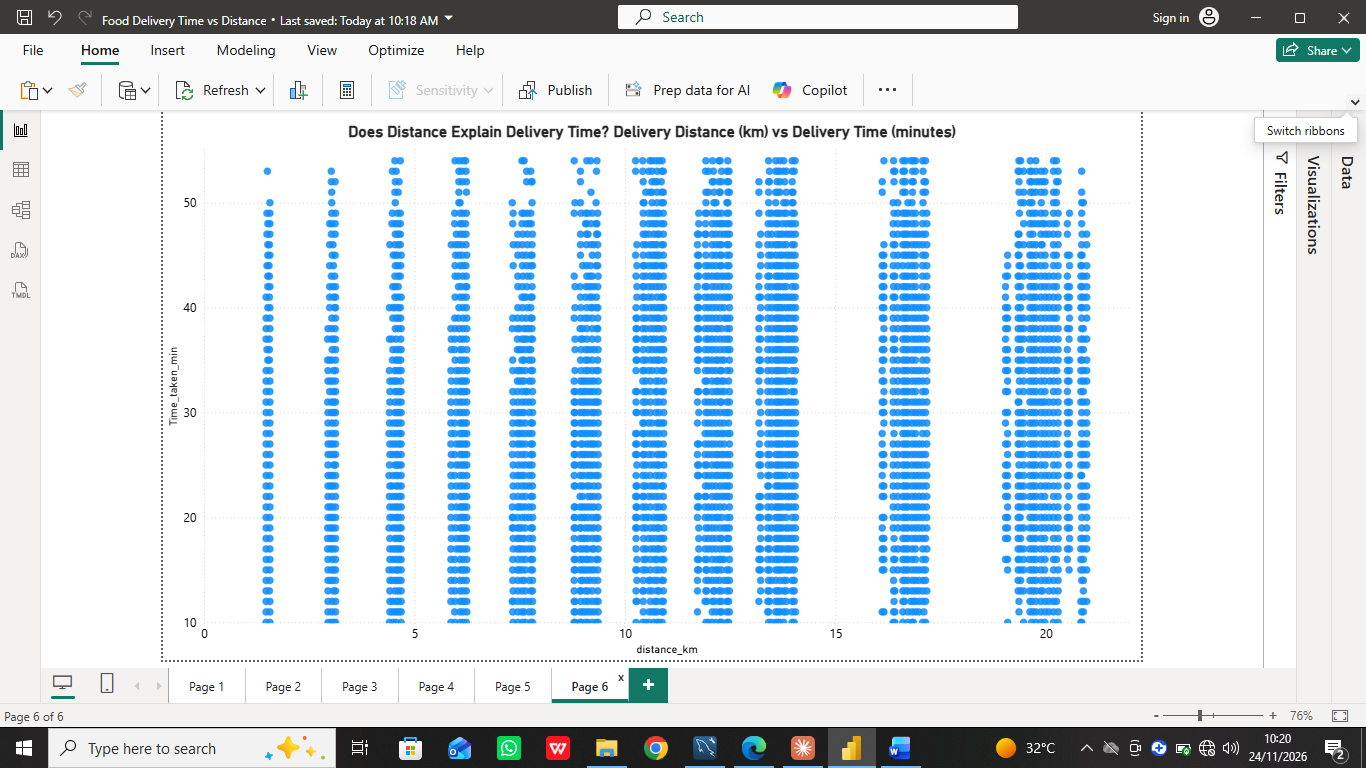 Food Delivery Time vs Distance • Last saved: Today at 10:18 AM
Search
Sign in
File Home Insert Modeling View Optimize Help
Share
Refresh
Sensitivity
Publish
Prep data for AI
Copilot
Switch ribbons
DAX
TMDL
Does Distance Explain Delivery Time? Delivery Distance (km) vs Delivery Time (minutes)
Time_taken_min
50
40
30
20
10
0 5 10 15 20
distance_km
Filters
Visualizations
Data
Page 1 Page 2 Page 3 Page 4 Page 5 Page 6 x +
Page 6 of 6
- + 76%
Type here to search
W
W
32°C
10:20
24/11/2026
2